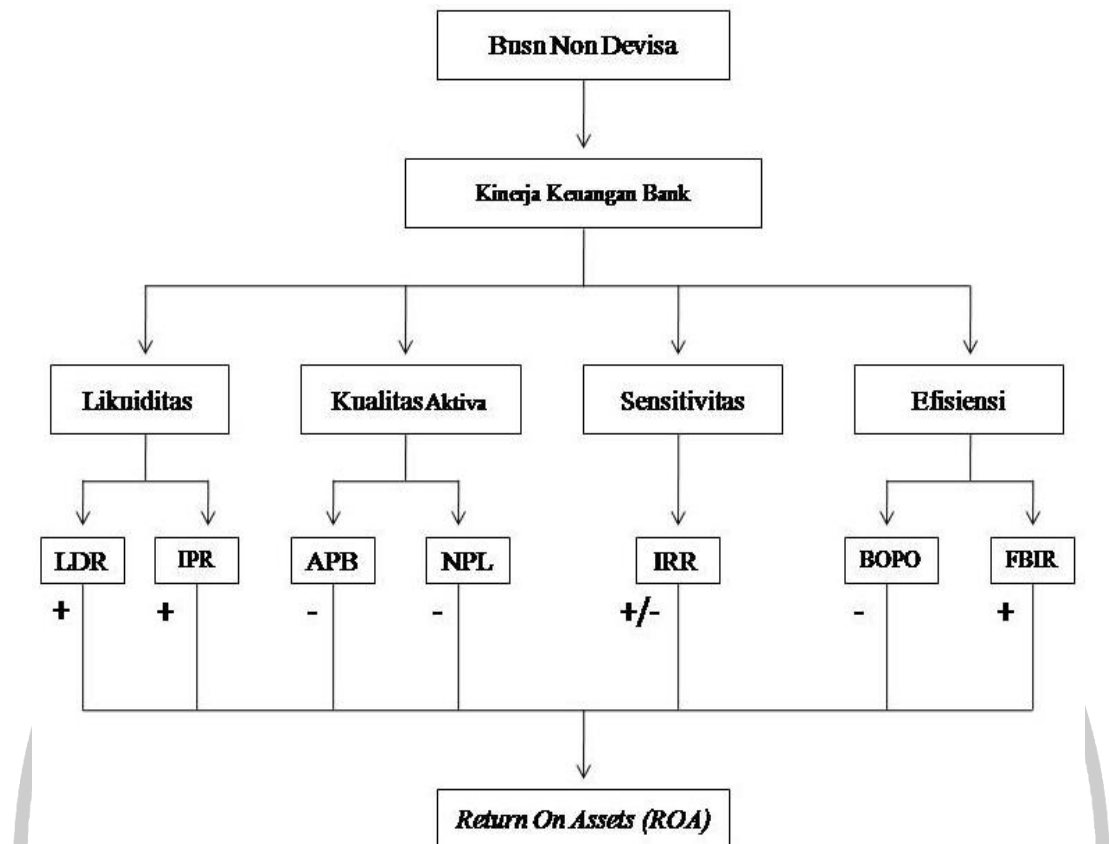 Busn Non Devisa
Kinerja Keuangan Bank
Likuiditas
Kualitas Aktiva
Sensitivitas
Efisiensi
LDR
IPR
APB
NPL
IRR
BOPO
FBIR
+
+
-
-
+/-
-
+
Return On Assets (ROA)